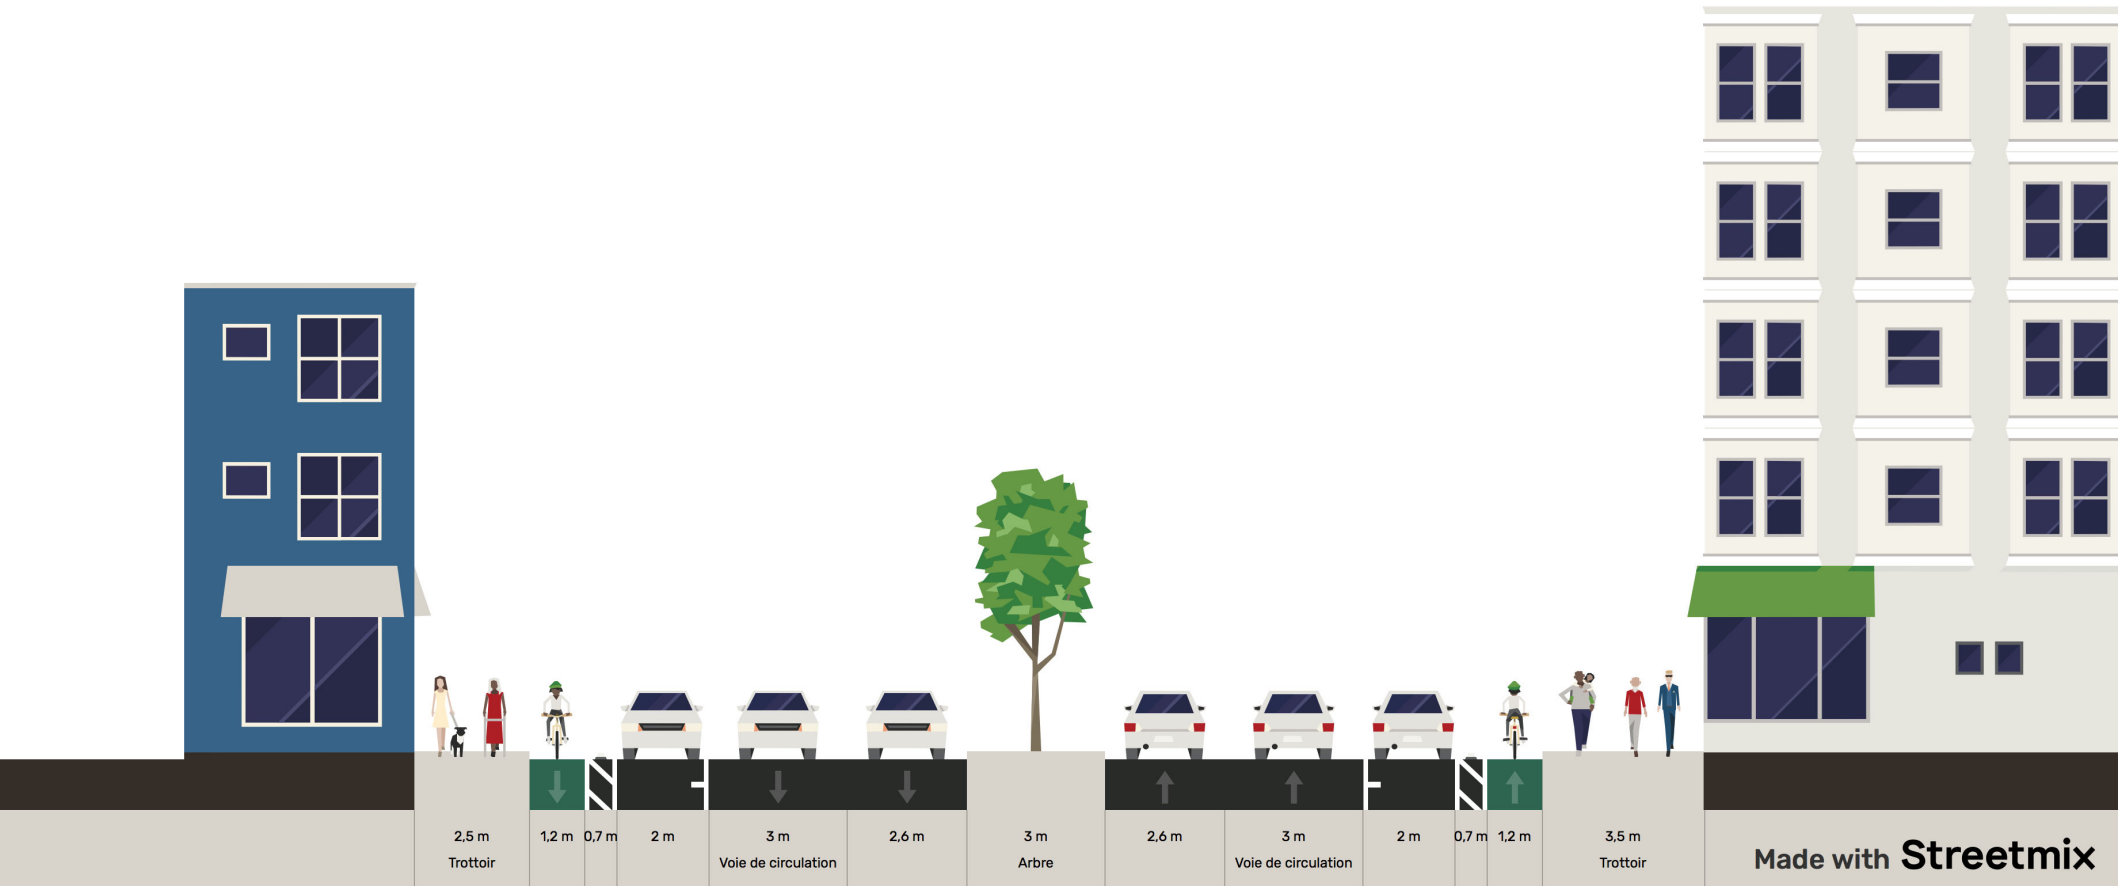 2,5 m
Trottoir
1,2 m
0,7 m
2 m
3 m
Voie de circulation
2,6 m
3 m
Arbre
2,6 m
3 m
Voie de circulation
2 m
0,7 m
1,2 m
3,5 m
Trottoir
Made with Streetmix